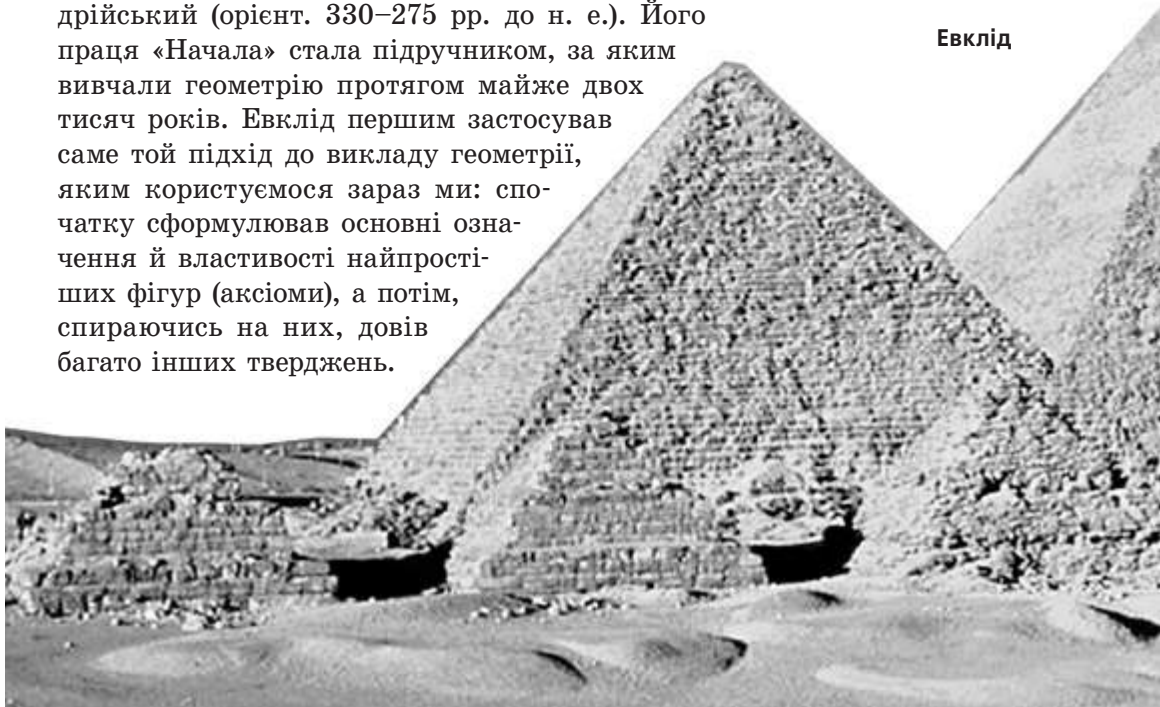 дрійський (орієнт. 330–275 рр. до н. е.). Його
праця «Начала» стала підручником, за яким
вивчали геометрію протягом майже двох
тисяч років. Евклід першим застосував
саме той підхід до викладу геометрії,
яким користуємося зараз ми: спо-
чатку сформулював основні озна-
чення й властивості найпрості-
ших фігур (аксіоми), а потім,
спираючись на них, довів
багато інших тверджень.
Евклід